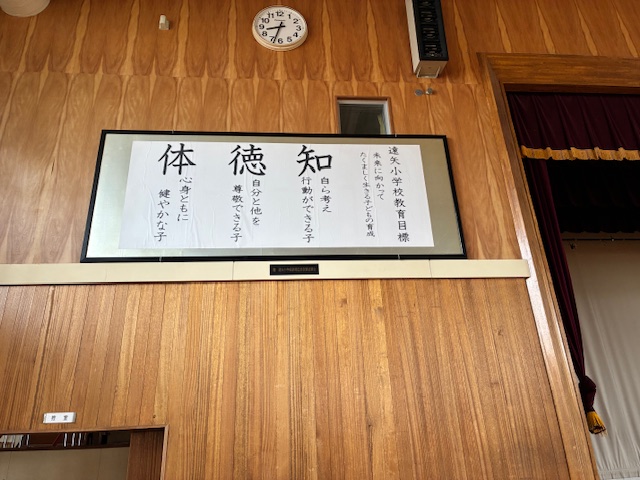 遠矢小学校教育目標
未来に向かって
たくましく生きる子どもの育成
知
自ら考え
行動ができる子
徳
自分と他を
尊敬できる子
体
心身ともに
健やかな子